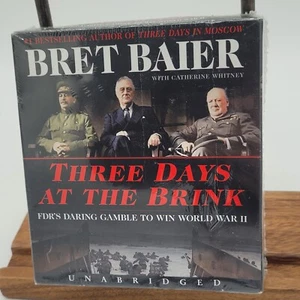 #1 BESTSELLING AUTHOR OF THREE DAYS IN MOSCOW
BRET BAIER
WITH CATHERINE WHITNEY
THREE DAYS
AT THE BRINK
FDR'S DARING GAMBLE TO WIN WORLD WAR II
UNABRIDGED